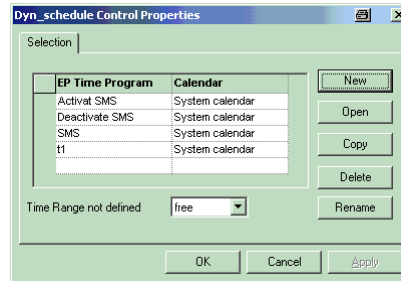 Dyn_schedule Control Properties
Selection
EP Time Program Calendar
Activat SMS System calendar
Deactivate SMS System calendar
SMS System calendar
t1 System calendar
New
Open
Copy
Delete
Rename
Time Range not defined free
OK Cancel Apply